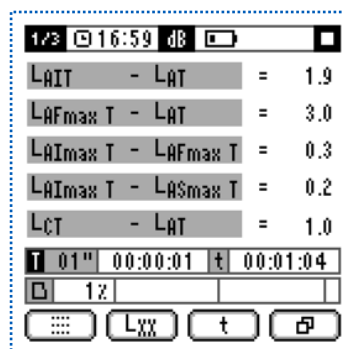 1/3 16:59 dB
LAIT - LAT = 1.9
LAFmax T - LAT = 3.0
LAImax T - LAFmax T = 0.3
LAImax T - LASmax T = 0.2
LCT - LAT = 1.0
T 01" 00:00:01 t 00:01:04
1%
LXX t